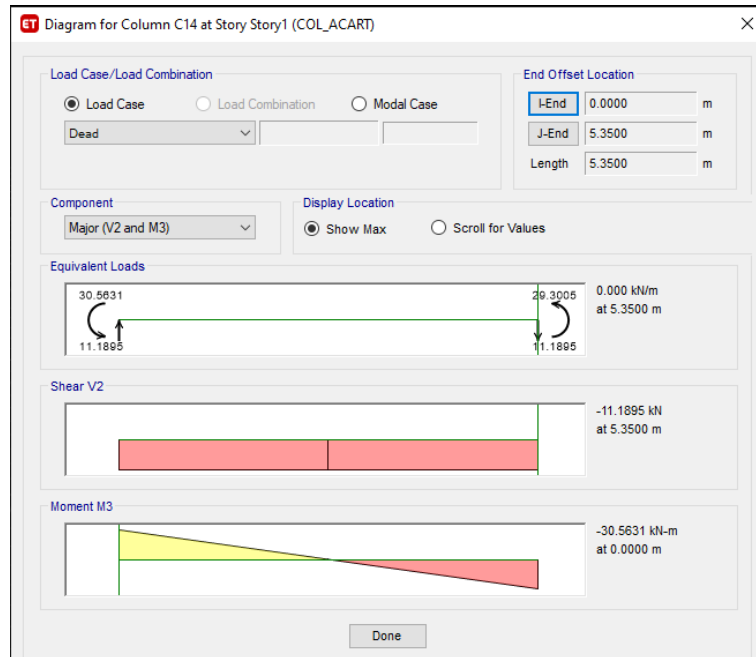 ET Diagram for Column C14 at Story Story1 (COL_ACART)
Load Case/Load Combination
Load Case Load Combination Modal Case
Dead
End Offset Location
I-End 0.0000 m
J-End 5.3500 m
Length 5.3500 m
Component
Major (V2 and M3)
Display Location
Show Max Scroll for Values
Equivalent Loads
30.5631 29.3005
11.1895 11.1895
0.000 kN/m
at 5.3500 m
Shear V2
-11.1895 kN
at 5.3500 m
Moment M3
-30.5631 kN-m
at 0.0000 m
Done